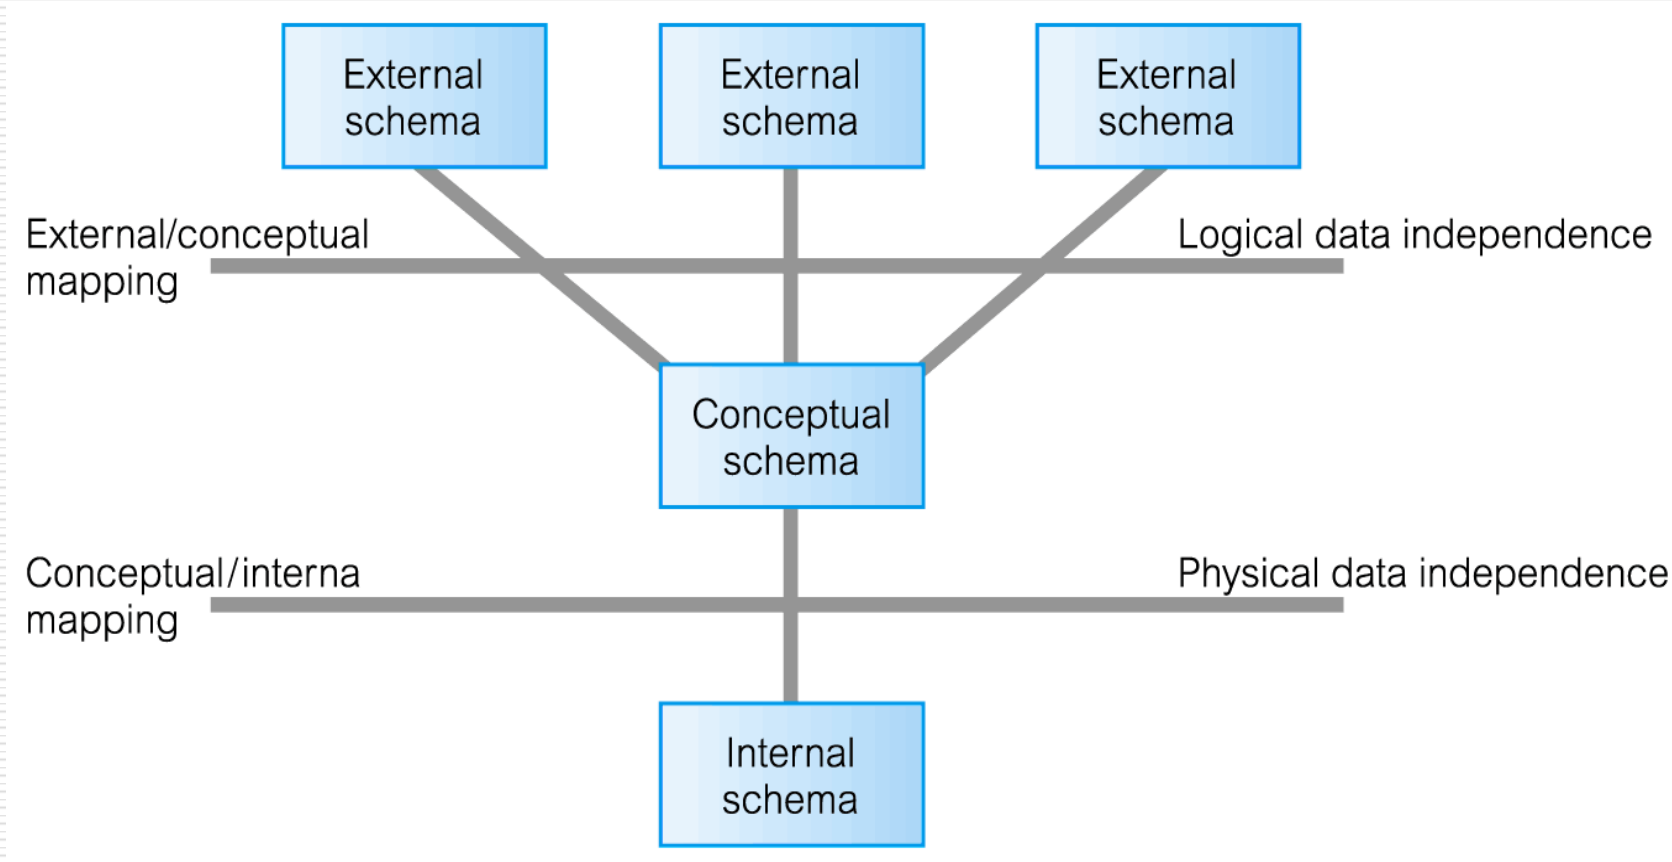 External
schema
External
schema
External
schema
External/conceptual
mapping
Logical data independence
Conceptual
schema
Conceptual/interna
mapping
Physical data independence
Internal
schema